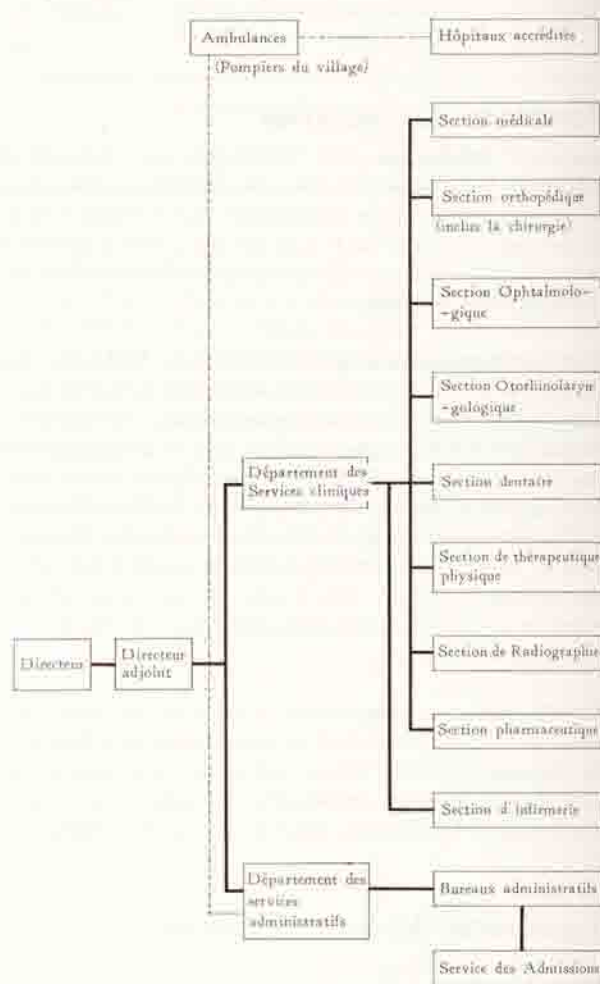 Ambulances
(Pompiers du village)
Hôpitaux accrédités
Section médicale
Section orthopédique
(inclus la chirurgie)
Section Ophtalmolo-
-gique
Section Otorhinolaryn
-gologique
Département des
Services cliniques
Section dentaire
Section de thérapeutique
physique
Directeur
Directeur
adjoint
Section de Radiographie
Section pharmaceutique
Section d'infirmerie
Département des
services
administratifs
Bureaux administratifs
Service des Admissions